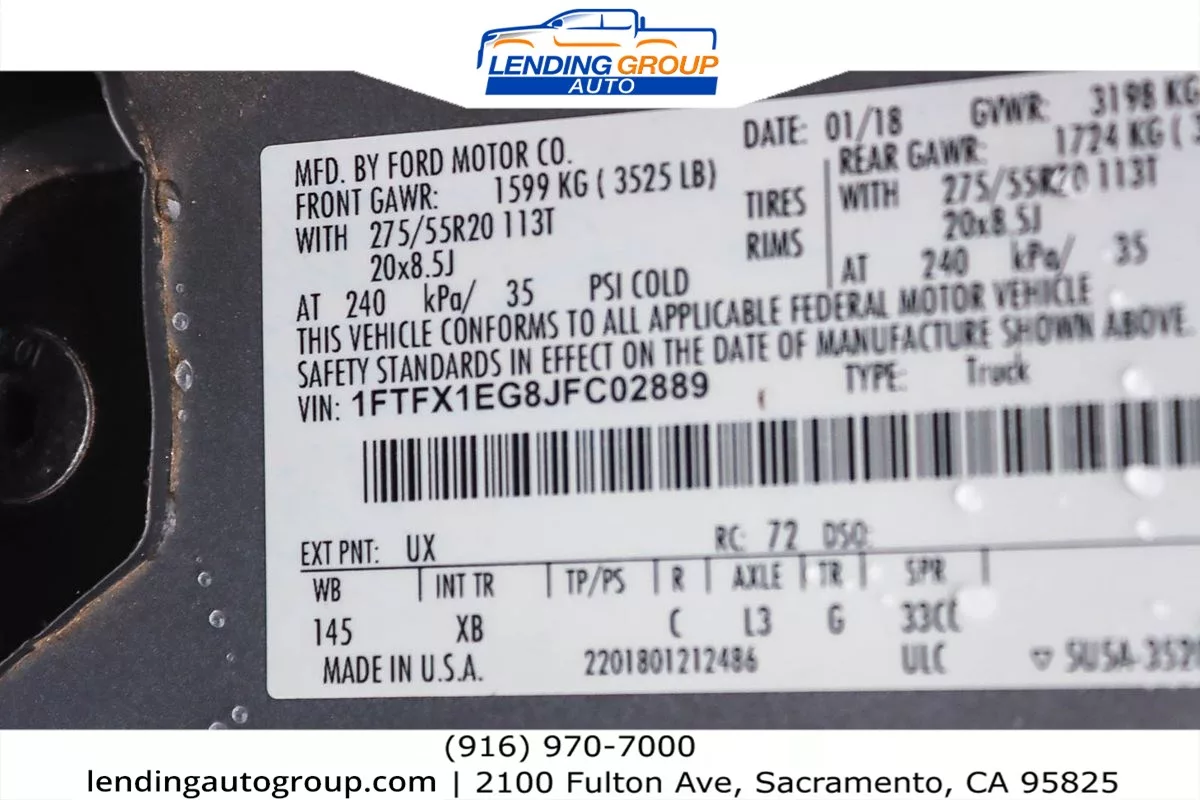 LENDING GROUP
AUTO
MFD. BY FORD MOTOR CO.
DATE: 01/18
GVWR: 3198 KG
FRONT GAWR: 1599 KG ( 3525 LB)
REAR GAWR: 1724 KG (
WITH 275/55R20 113T
TIRES
WITH 275/55R20 113T
20x8.5J
RIMS
20x8.5J
AT 240 kPa/ 35 PSI COLD
AT 240 kPa/ 35
THIS VEHICLE CONFORMS TO ALL APPLICABLE FEDERAL MOTOR VEHICLE
SAFETY STANDARDS IN EFFECT ON THE DATE OF MANUFACTURE SHOWN ABOVE.
VIN: 1FTFX1EG8JFC02889
TYPE: Truck
EXT PNT: UX
RC: 72 DSO:
WB INT TR TP/PS R AXLE TR SPR
145 XB C L3 G 33CC
MADE IN U.S.A.
2201801212486
ULC
(916) 970-7000
lendingautogroup.com | 2100 Fulton Ave, Sacramento, CA 95825